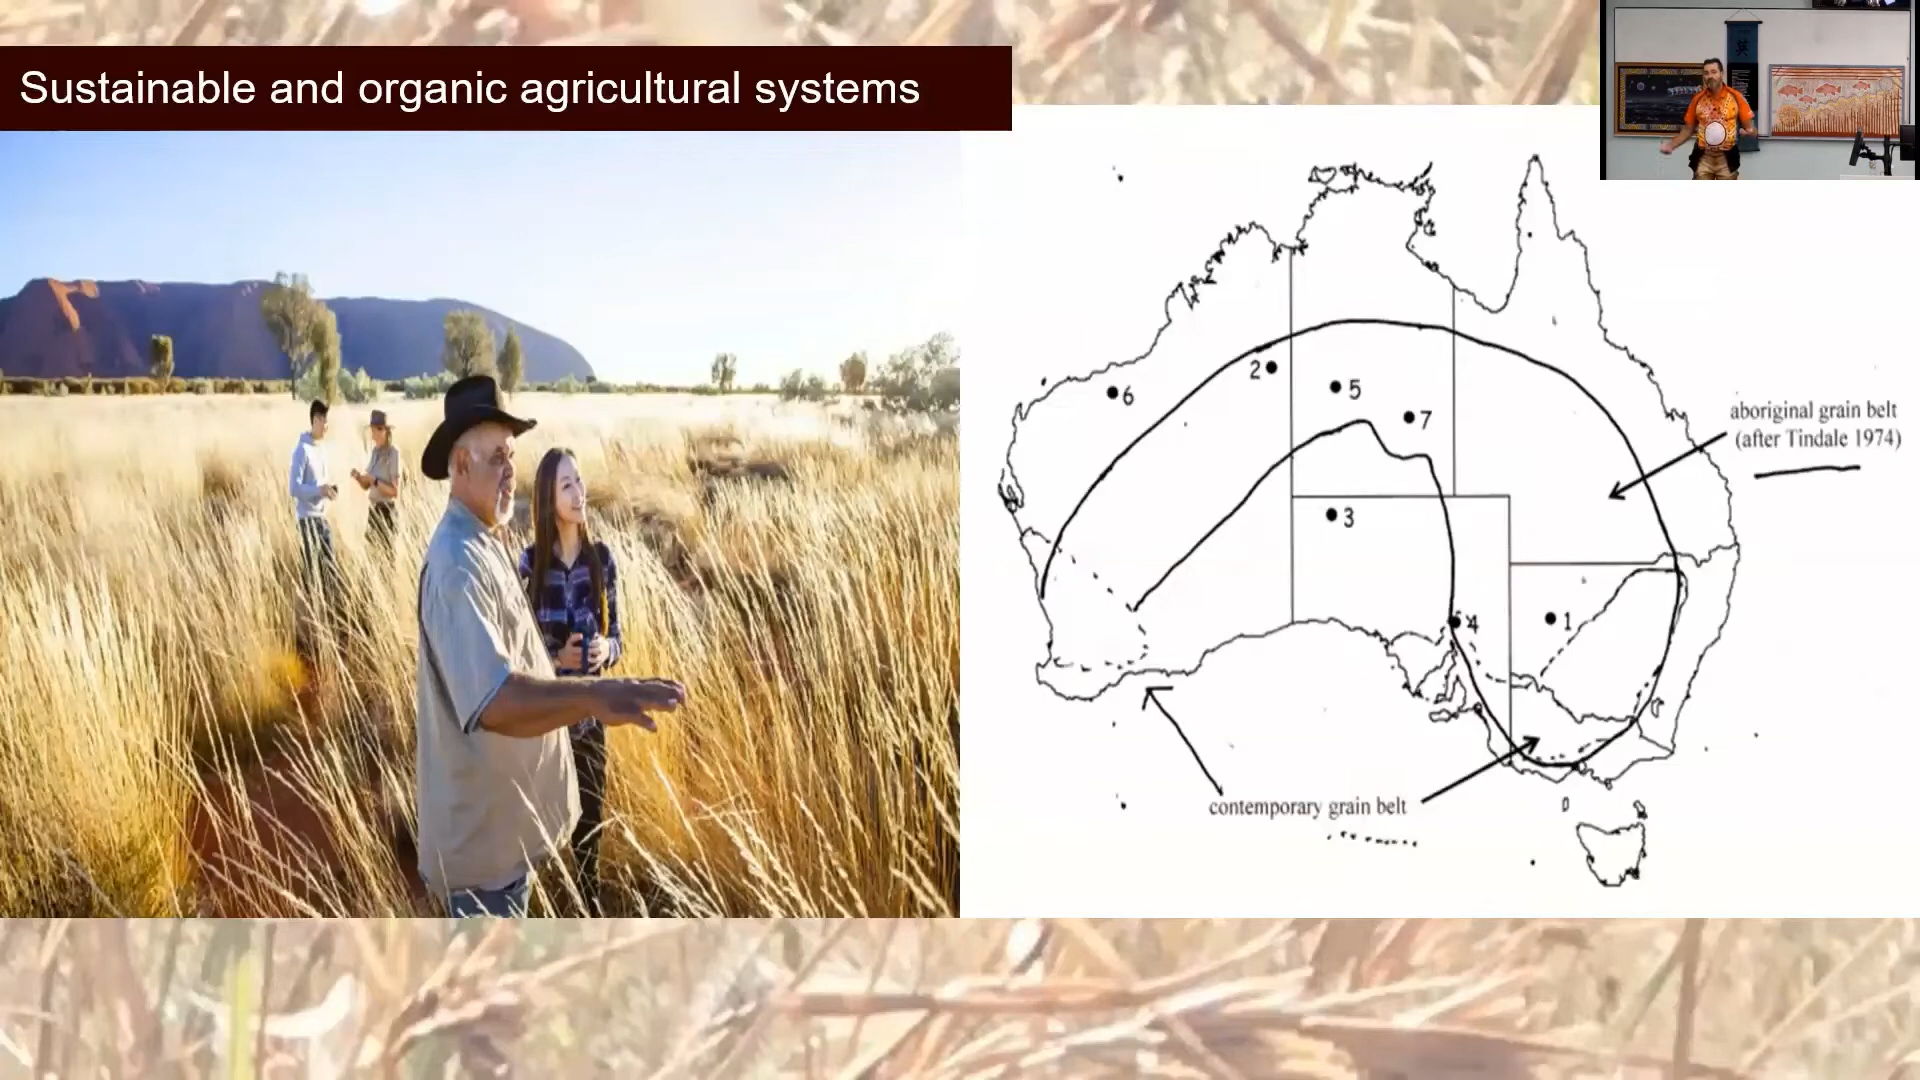 Sustainable and organic agricultural systems
英
aboriginal grain belt
(after Tindale 1974)
2
5
6
7
3
4
1
contemporary grain belt